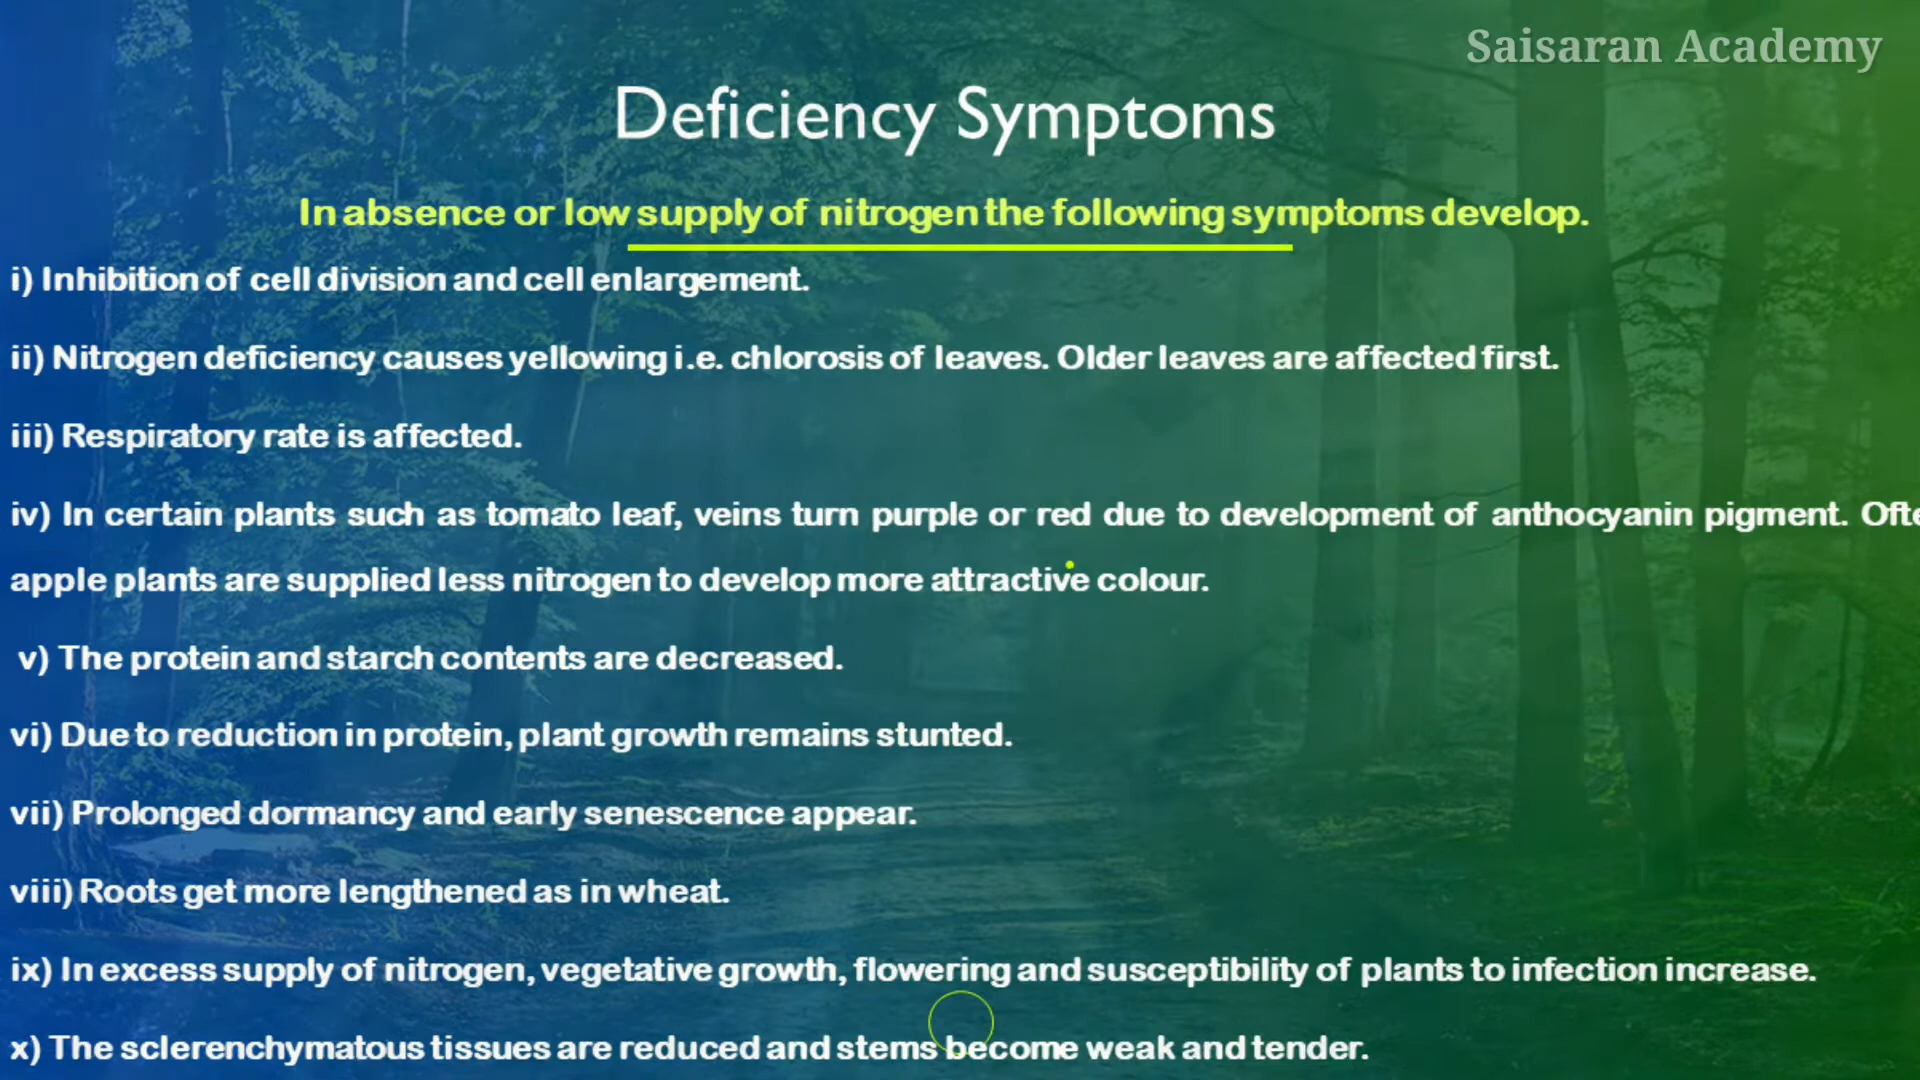 Saisaran Academy
Deficiency Symptoms
In absence or low supply of nitrogen the following symptoms develop.
i) Inhibition of cell division and cell enlargement.
ii) Nitrogen deficiency causes yellowing i.e. chlorosis of leaves. Older leaves are affected first.
iii) Respiratory rate is affected.
iv) In certain plants such as tomato leaf, veins turn purple or red due to development of anthocyanin pigment. Ofte
apple plants are supplied less nitrogen to develop more attractive colour.
v) The protein and starch contents are decreased.
vi) Due to reduction in protein, plant growth remains stunted.
vii) Prolonged dormancy and early senescence appear.
viii) Roots get more lengthened as in wheat.
ix) In excess supply of nitrogen, vegetative growth, flowering and susceptibility of plants to infection increase.
x) The sclerenchymatous tissues are reduced and stems become weak and tender.